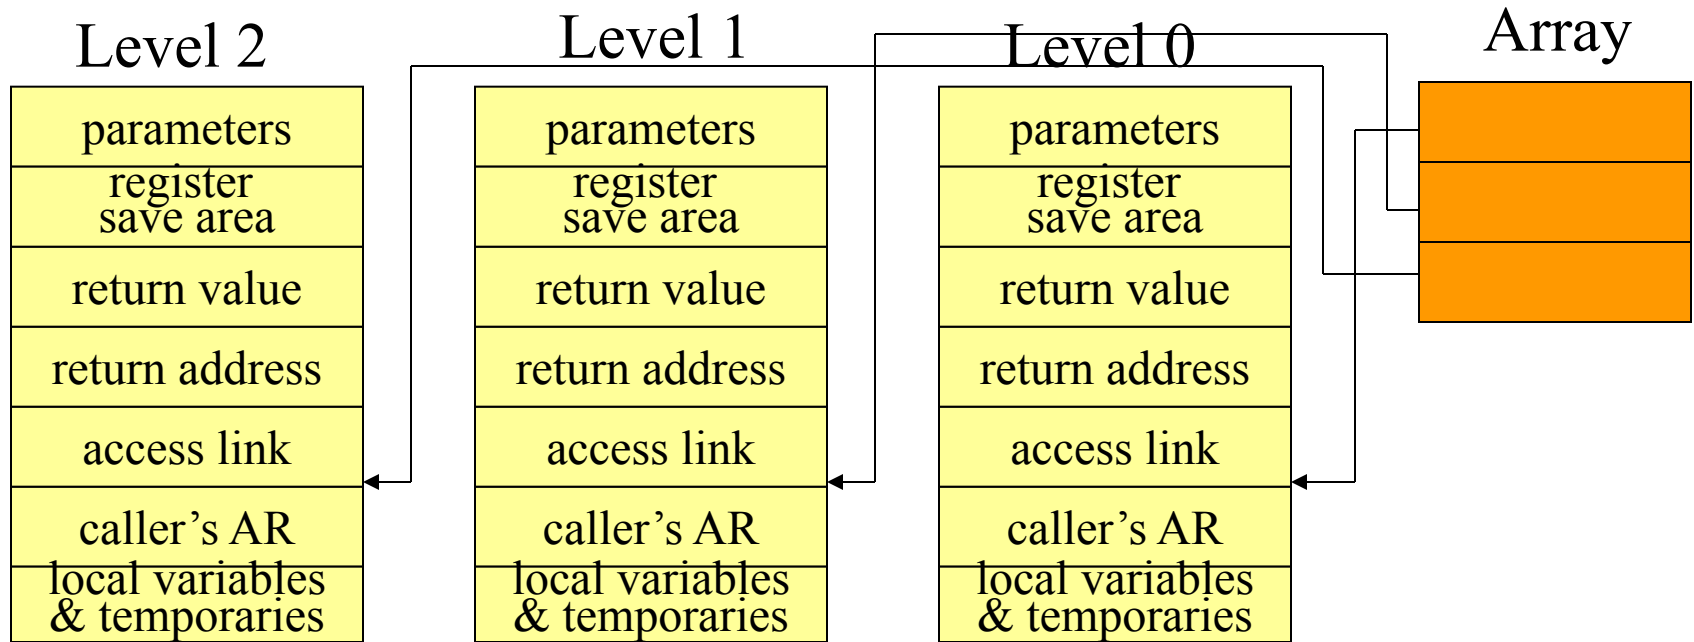 Level 2
parameters
register
save area
return value
return address
access link
caller’s AR
local variables
& temporaries
Level 1
parameters
register
save area
return value
return address
access link
caller’s AR
local variables
& temporaries
Level 0
parameters
register
save area
return value
return address
access link
caller’s AR
local variables
& temporaries
Array